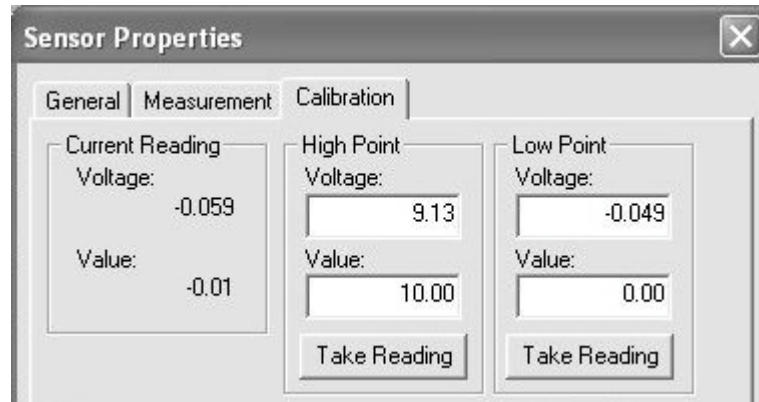 Sensor Properties
General Measurement Calibration
Current Reading
Voltage:
-0.059
Value:
-0.01
High Point
Voltage:
9.13
Value:
10.00
Take Reading
Low Point
Voltage:
-0.049
Value:
0.00
Take Reading